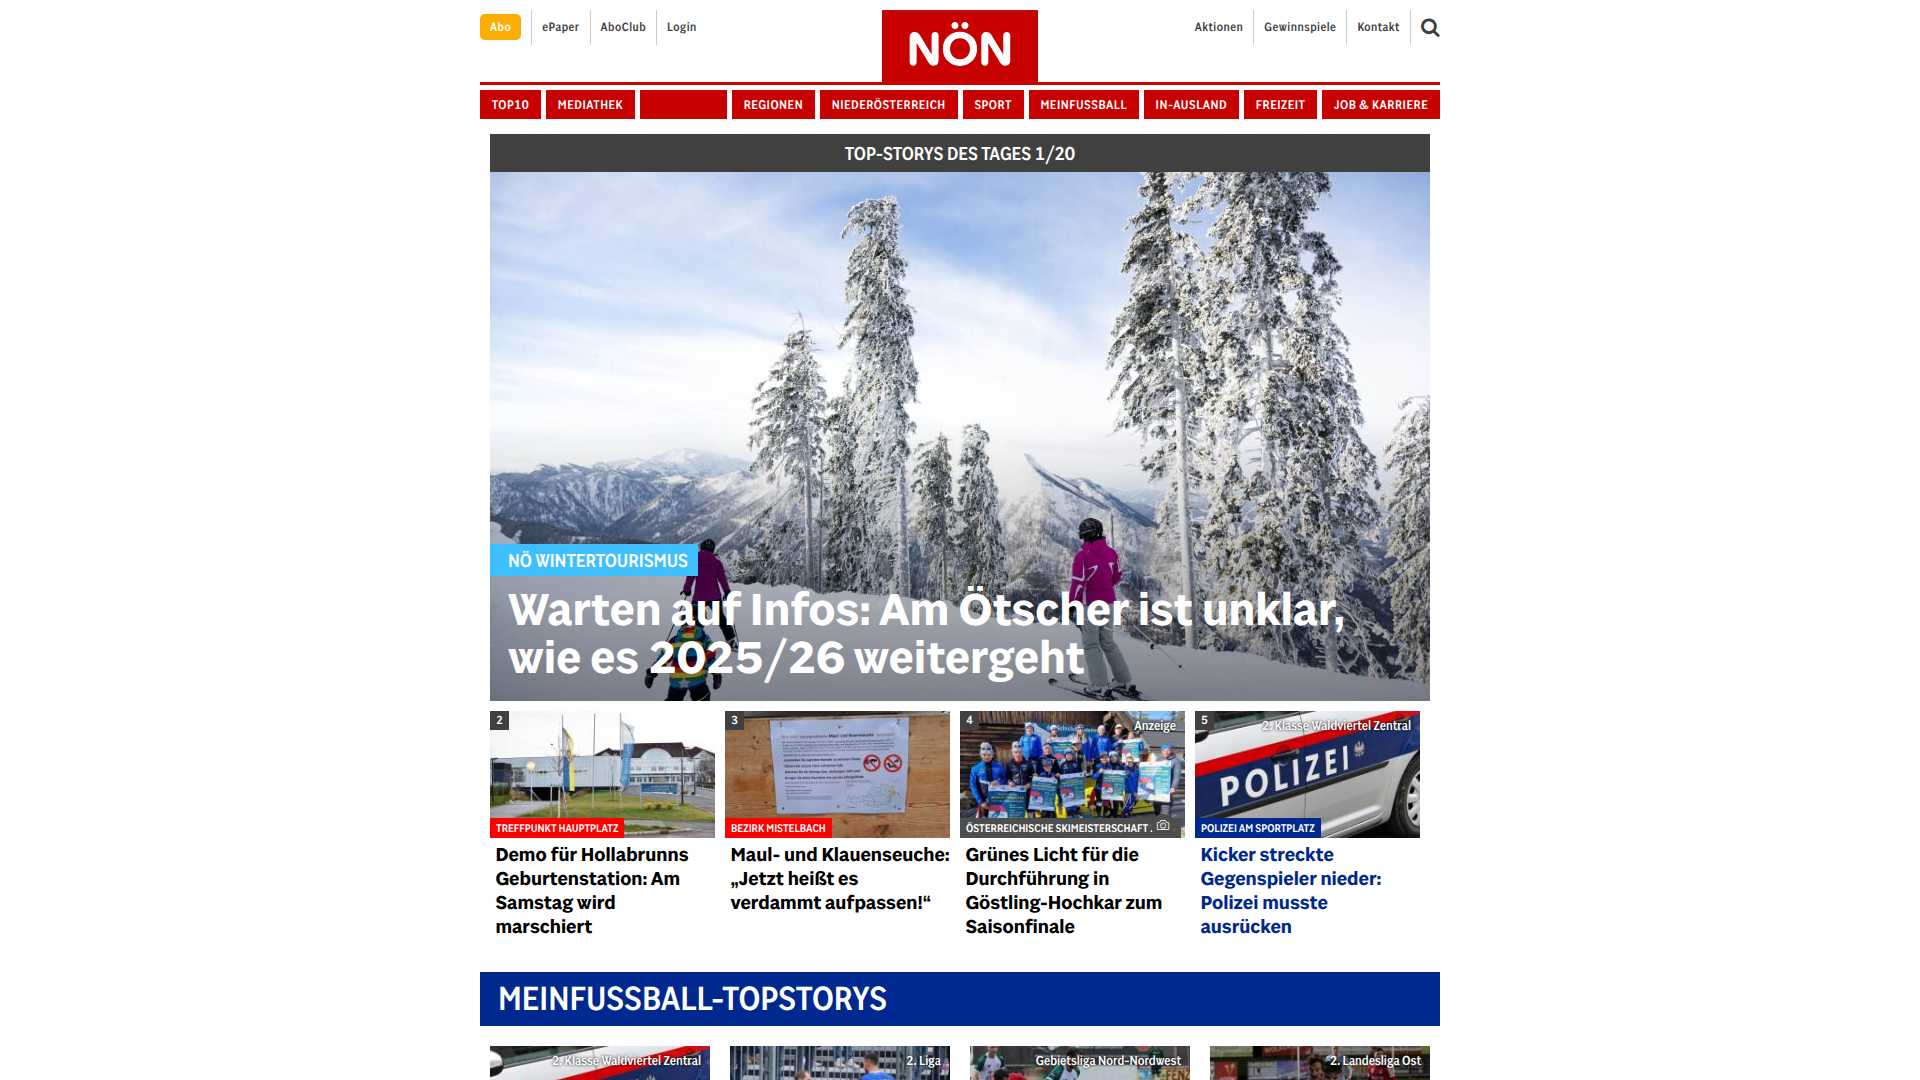 Abo
ePaper
AboClub
Login
NÖN
Aktionen
Gewinnspiele
Kontakt
TOP10
MEDIATHEK
REGIONEN
NIEDERÖSTERREICH
SPORT
MEINFUSSBALL
IN-AUSLAND
FREIZEIT
JOB & KARRIERE
TOP-STORYS DES TAGES 1/20
NÖ WINTERTOURISMUS
Warten auf Infos: Am Ötscher ist unklar,
wie es 2025/26 weitergeht
2
TREFFPUNKT HAUPTPLATZ
Demo für Hollabrunns
Geburtenstation: Am
Samstag wird
marschiert
3
BEZIRK MISTELBACH
Maul- und Klauenseuche:
„Jetzt heißt es
verdammt aufpassen!“
4
Anzeige
ÖSTERREICHISCHE SKIMEISTERSCHAFT .
Grünes Licht für die
Durchführung in
Göstling-Hochkar zum
Saisonfinale
5
2. Klasse Waldviertel Zentral
POLIZEI
POLIZEI AM SPORTPLATZ
Kicker streckte
Gegenspieler nieder:
Polizei musste
ausrücken
MEINFUSSBALL-TOPSTORYS
2. Klasse Waldviertel Zentral
2. Liga
Gebietsliga Nord-Nordwest
2. Landesliga Ost